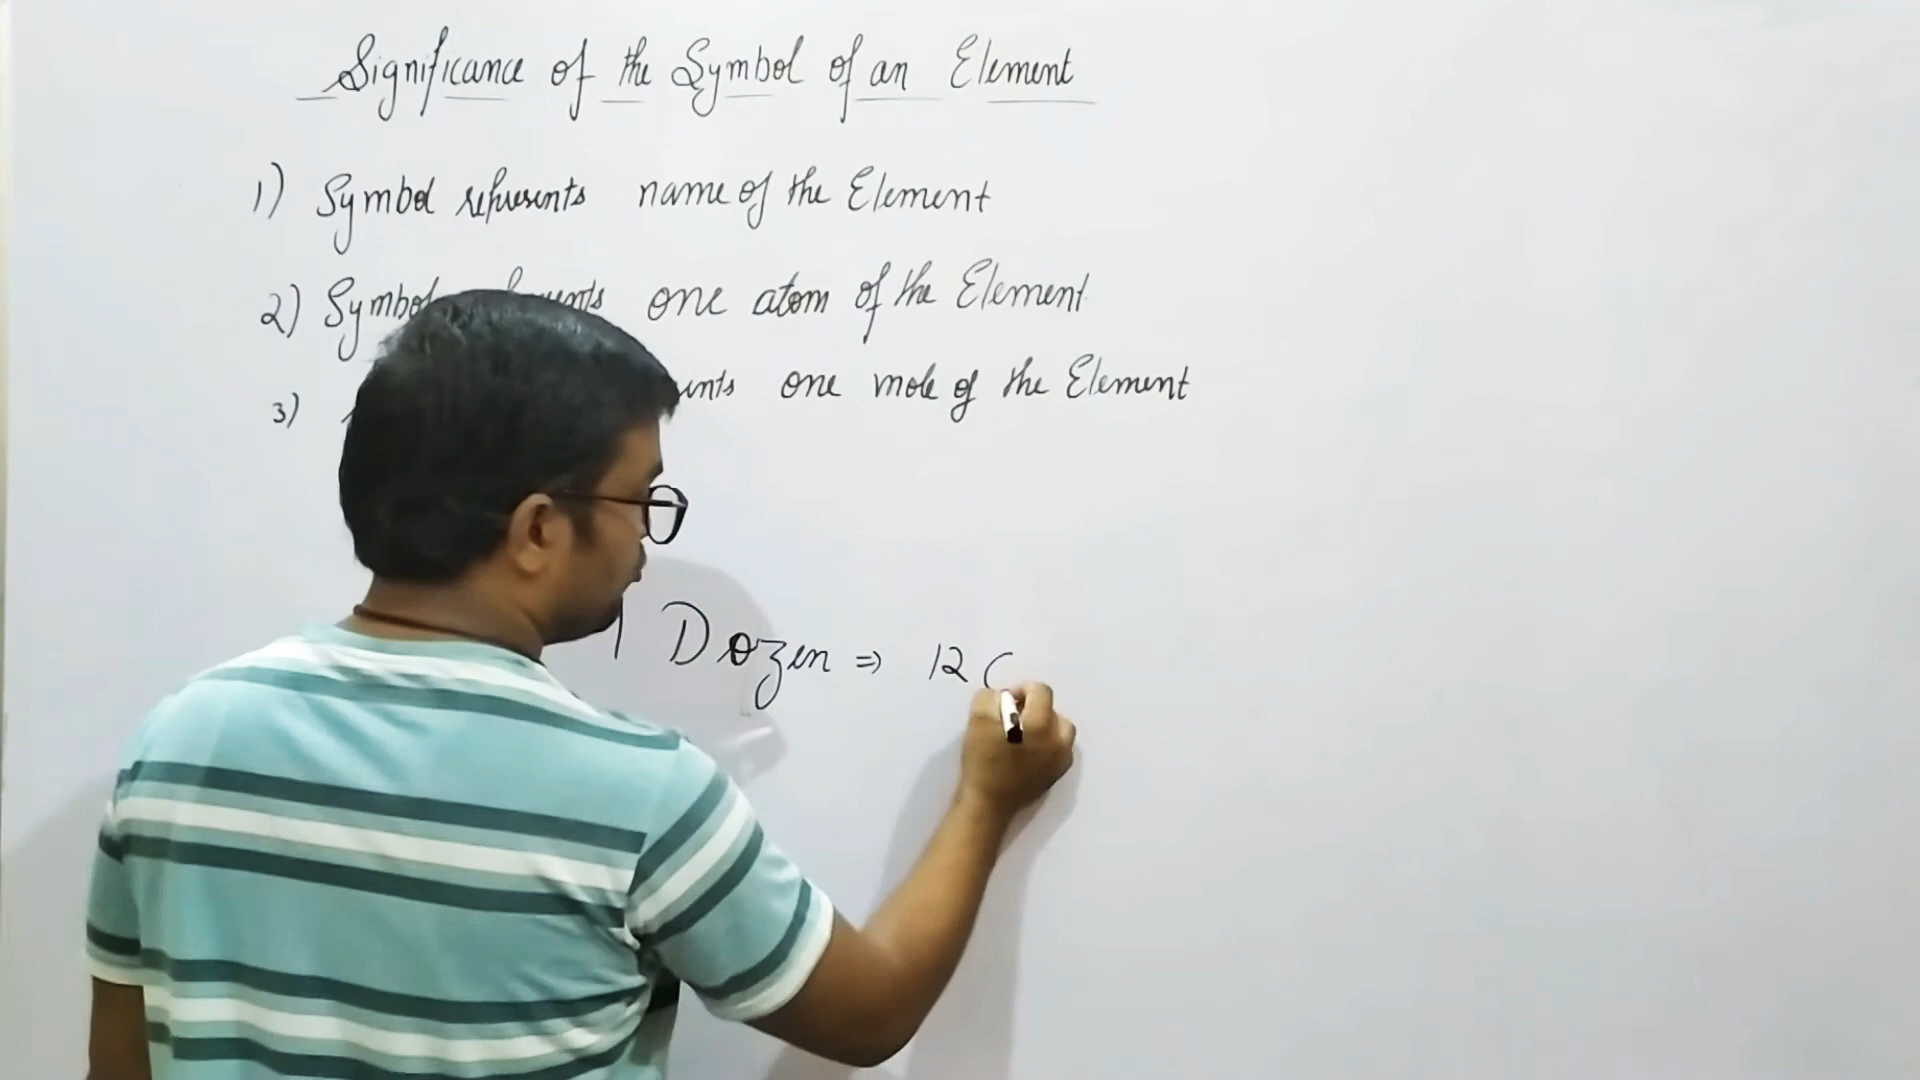 Significance of the Symbol of an Element
1) Symbol represents name of the Element
2) Symbol one atom of the Element
3) one mole of the Element
1 Dozen ⇒ 12 (